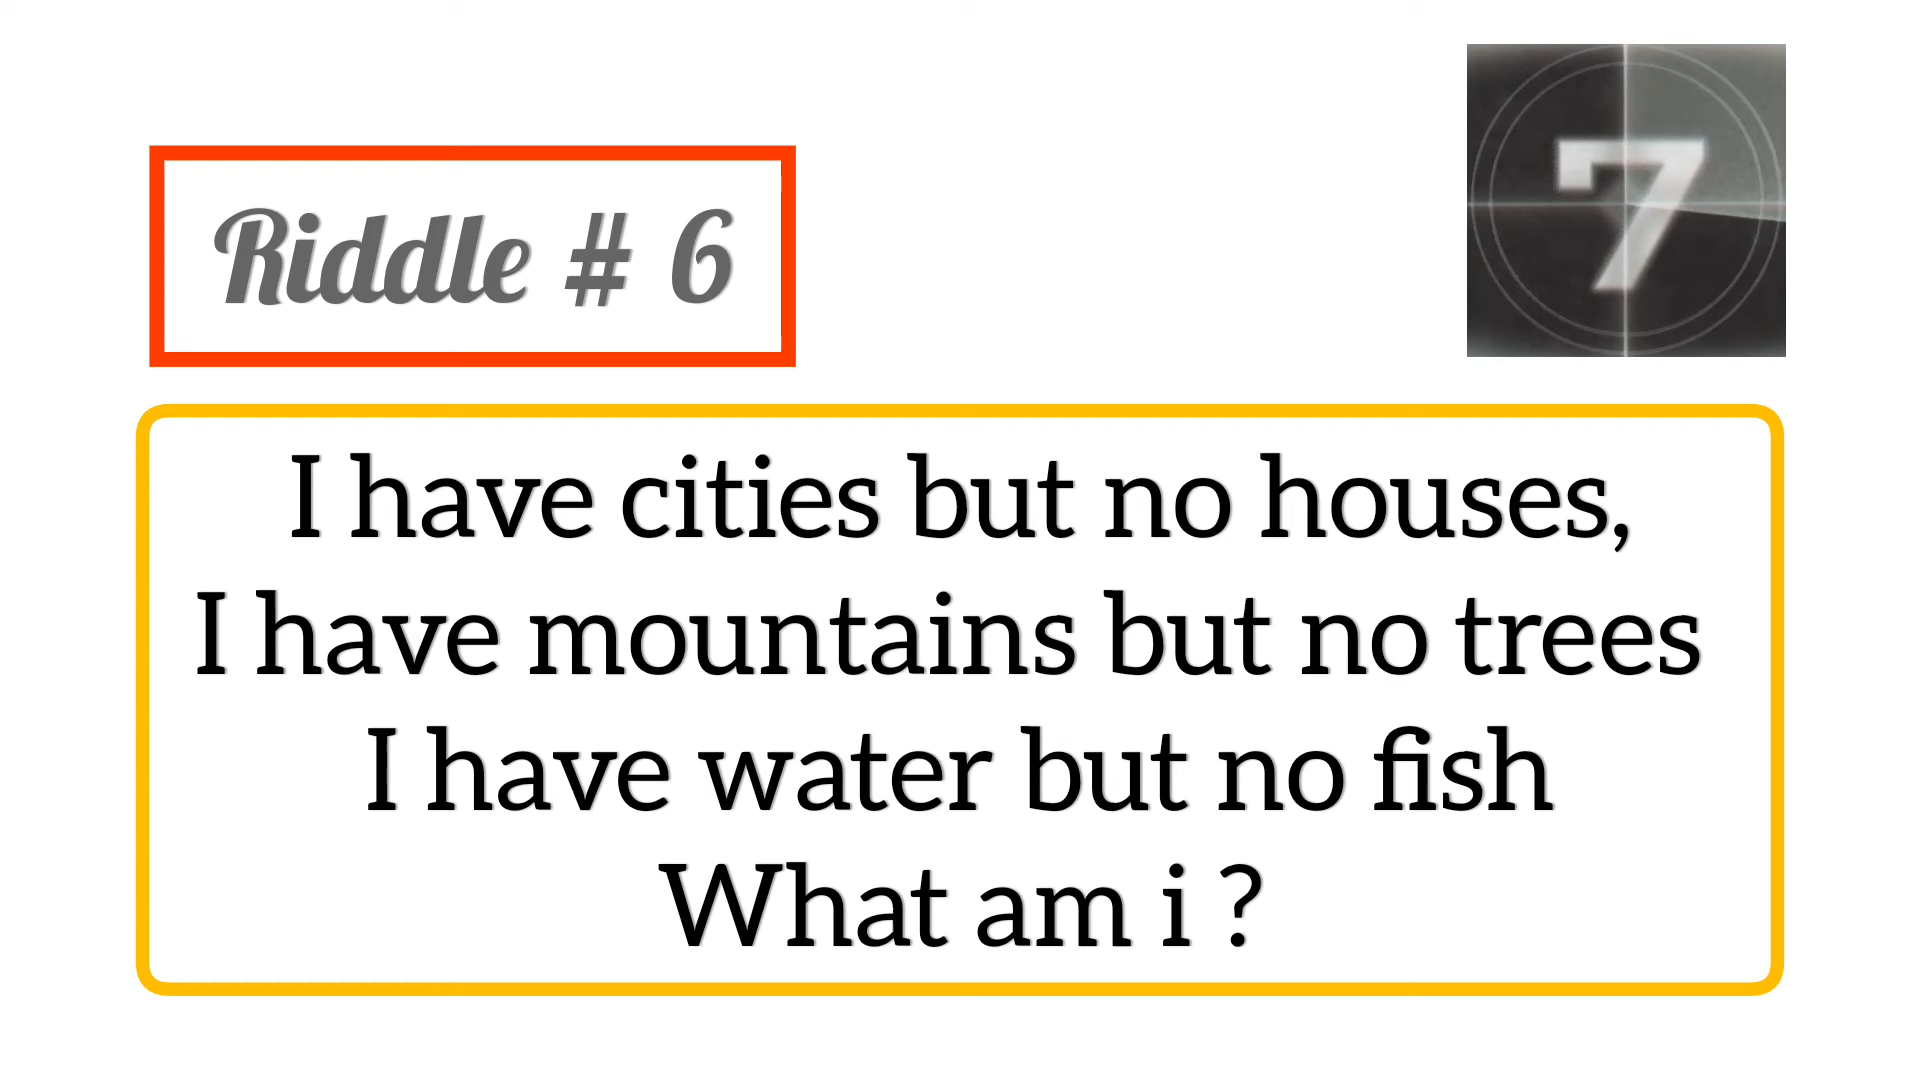 Riddle # 6
7
I have cities but no houses,
I have mountains but no trees
I have water but no fish
What am i ?